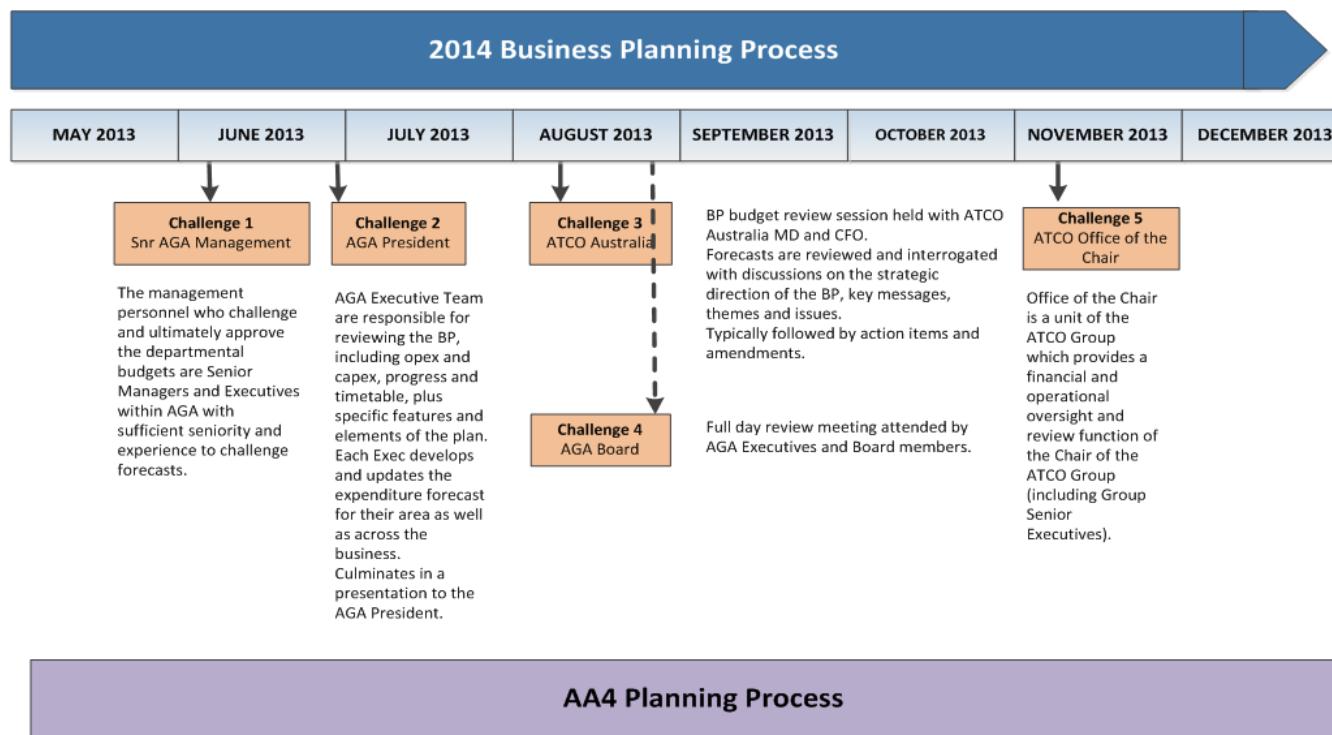 2014 Business Planning Process
MAY 2013
JUNE 2013
JULY 2013
AUGUST 2013
SEPTEMBER 2013
OCTOBER 2013
NOVEMBER 2013
DECEMBER 2013
Challenge 1
Snr AGA Management
The management
personnel who challenge
and ultimately approve
the departmental
budgets are Senior
Managers and Executives
within AGA with
sufficient seniority and
experience to challenge
forecasts.
Challenge 2
AGA President
AGA Executive Team
are responsible for
reviewing the BP,
including opex and
capex, progress and
timetable, plus
specific features and
elements of the plan.
Each Exec develops
and updates the
expenditure forecast
for their area as well
as across the
business.
Culminates in a
presentation to the
AGA President.
Challenge 3
ATCO Australia
BP budget review session held with ATCO
Australia MD and CFO.
Forecasts are reviewed and interrogated
with discussions on the strategic
direction of the BP, key messages,
themes and issues.
Typically followed by action items and
amendments.
Challenge 4
AGA Board
Full day review meeting attended by
AGA Executives and Board members.
Challenge 5
ATCO Office of the
Chair
Office of the Chair
is a unit of the
ATCO Group
which provides a
financial and
operational
oversight and
review function of
the Chair of the
ATCO Group
(including Group
Senior
Executives).
AA4 Planning Process